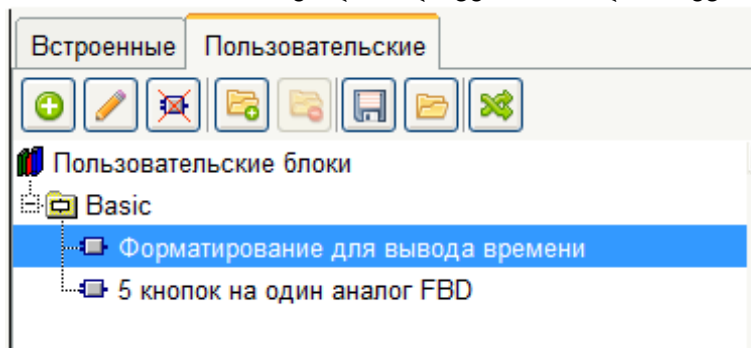 Встроенные Пользовательские
Пользовательские блоки
Basic
Форматирование для вывода времени
5 кнопок на один аналог FBD